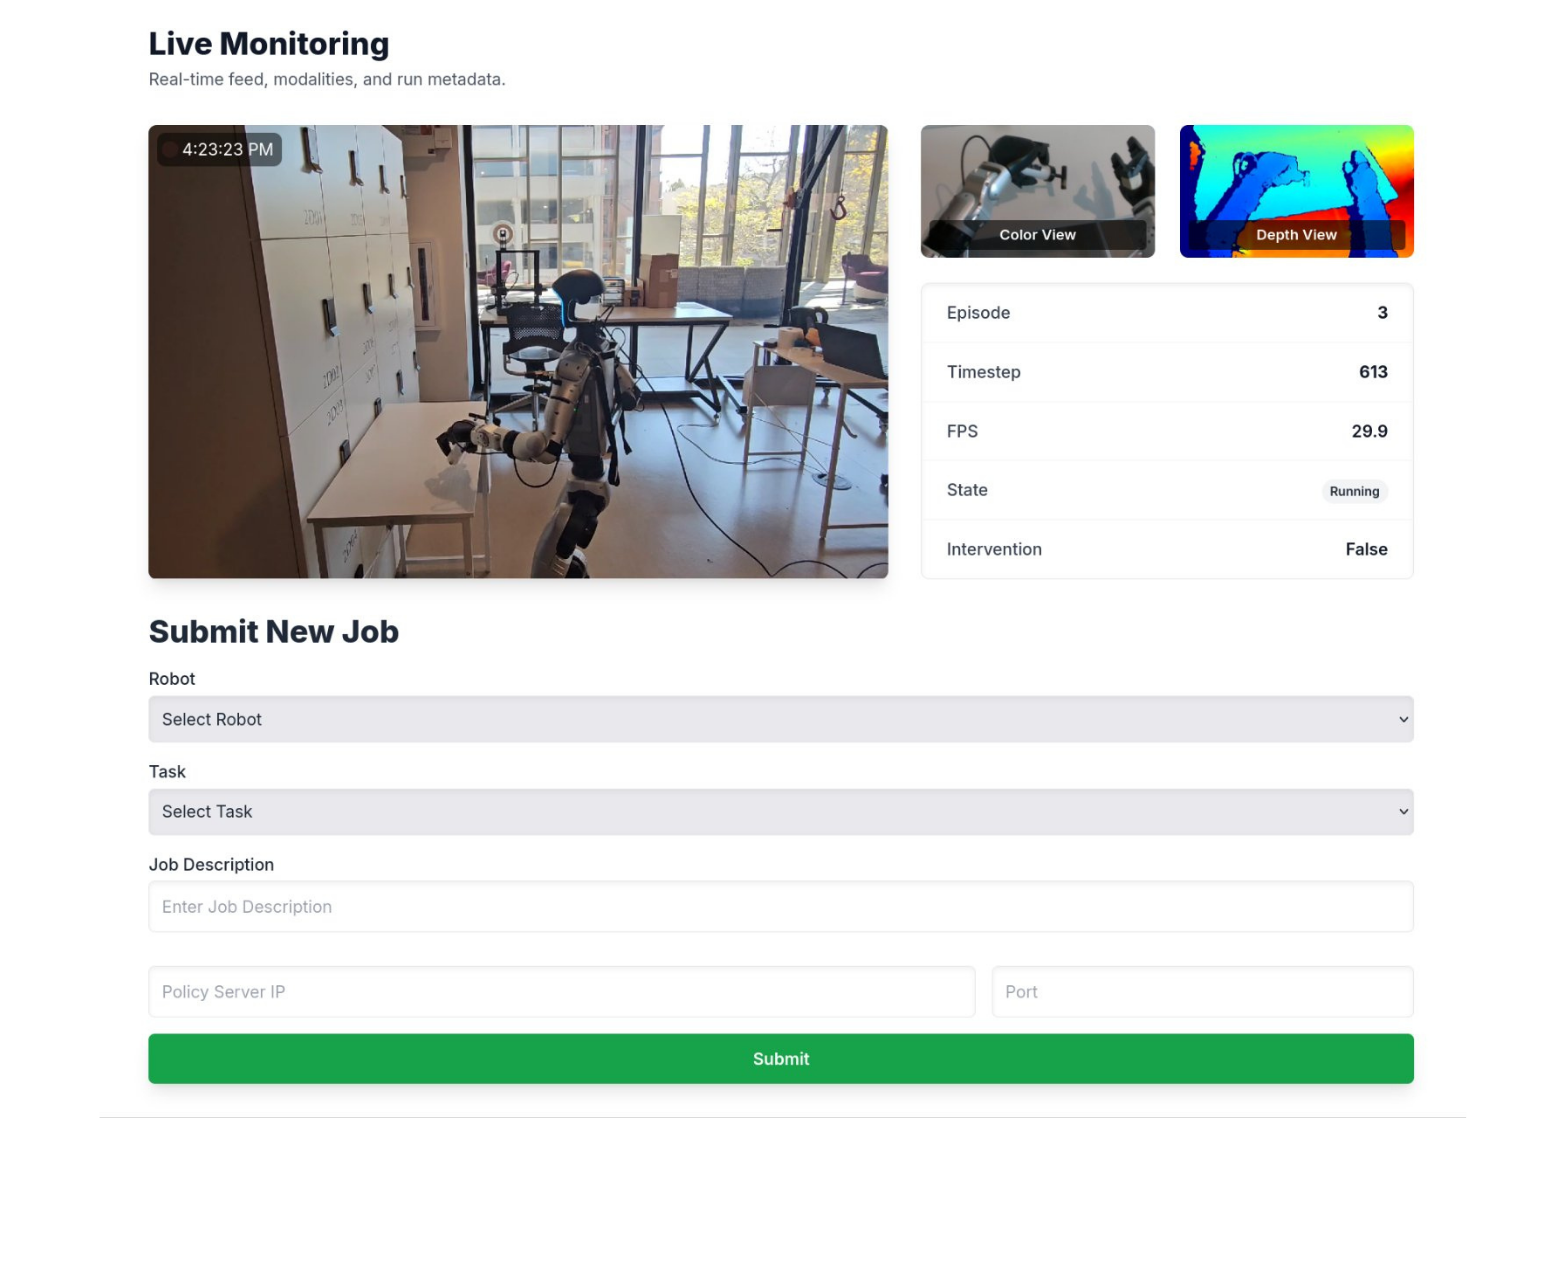 Live Monitoring
Real-time feed, modalities, and run metadata.
4:23:23 PM
Color View
Depth View
Episode 3
Timestep 613
FPS 29.9
State Running
Intervention False
Submit New Job
Robot
Select Robot
Task
Select Task
Job Description
Enter Job Description
Policy Server IP
Port
Submit